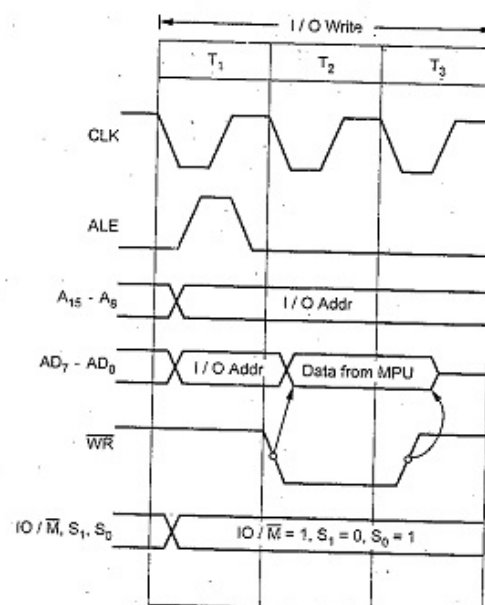 I / O Write
T1 T2 T3
CLK
ALE
A15 - A8 I / O Addr
AD7 - AD0 I / O Addr Data from MPU
WR
IO / M, S1, S0 IO / M = 1, S1 = 0, S0 = 1